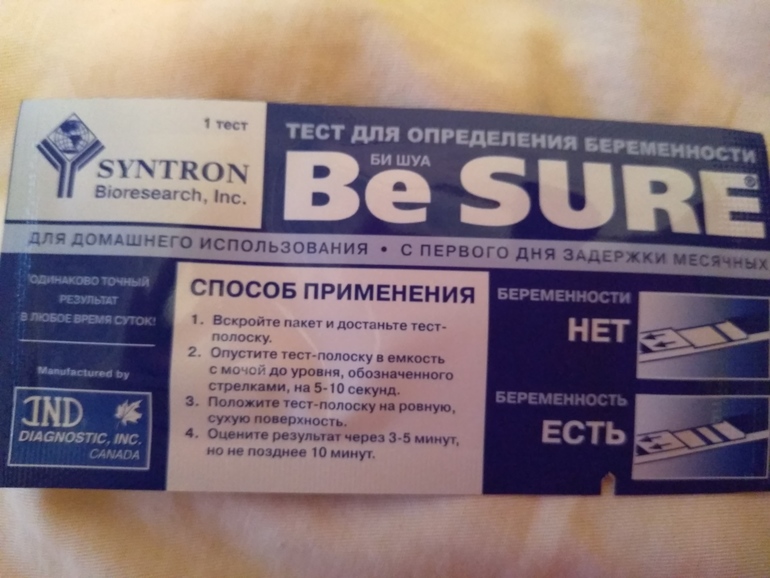 1 тест
SYNTRON
Bioresearch, Inc.
ТЕСТ ДЛЯ ОПРЕДЕЛЕНИЯ БЕРЕМЕННОСТИ
БИ ШУА
Be SURE®
ДЛЯ ДОМАШНЕГО ИСПОЛЬЗОВАНИЯ • С ПЕРВОГО ДНЯ ЗАДЕРЖКИ МЕСЯЧНЫХ
ОДИНАКОВО ТОЧНЫЙ
РЕЗУЛЬТАТ
В ЛЮБОЕ ВРЕМЯ СУТОК!
Manufactured by
IND
DIAGNOSTIC, INC.
CANADA
СПОСОБ ПРИМЕНЕНИЯ
1. Вскройте пакет и достаньте тест-
полоску.
2. Опустите тест-полоску в емкость
с мочой до уровня, обозначенного
стрелками, на 5-10 секунд.
3. Положите тест-полоску на ровную,
сухую поверхность.
4. Оцените результат через 3-5 минут,
но не позднее 10 минут.
БЕРЕМЕННОСТИ
НЕТ
БЕРЕМЕННОСТЬ
ЕСТЬ